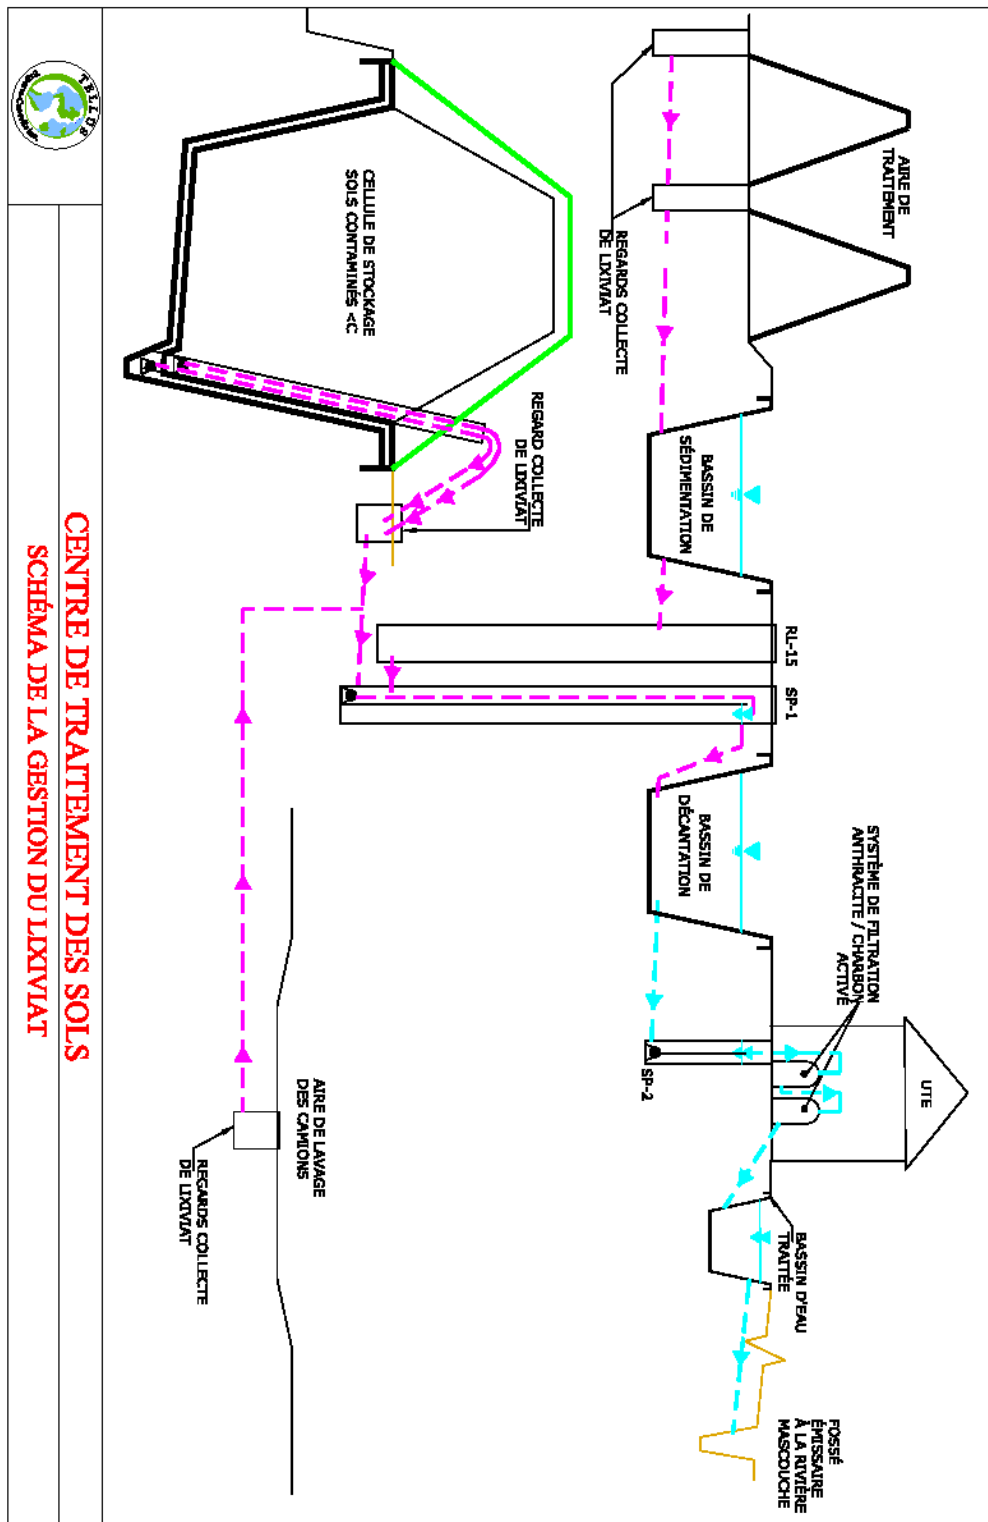 AIRE DE
TRAITEMENT
REGARDS COLLECTE
DE LIXIVIAT
BASSIN DE
SÉDIMENTATION
RL-15
SP-1
BASSIN DE
DÉCANTATION
SYSTÈME DE FILTRATION
ANTHRACITE / CHARBON
ACTIVÉ
UTE
SP-2
BASSIN D'EAU
TRAITÉE
FOSSÉ
ÉMISSAIRE
À LA RIVIÈRE
MASCOUCHE
CELLULE DE STOCKAGE
SOLS CONTAMINÉS <C
REGARD COLLECTE
DE LIXIVIAT
AIRE DE LAVAGE
DES CAMIONS
REGARDS COLLECTE
DE LIXIVIAT
TELLUS
CENTRE DE TRAITEMENT DES SOLS
SCHÉMA DE LA GESTION DU LIXIVIAT